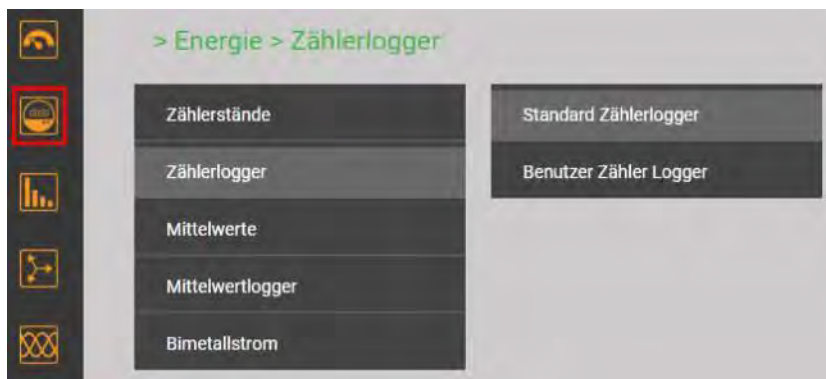 > Energie > Zählerlogger
Zählerstände
Zählerlogger
Mittelwerte
Mittelwertlogger
Bimetallstrom
Standard Zählerlogger
Benutzer Zähler Logger